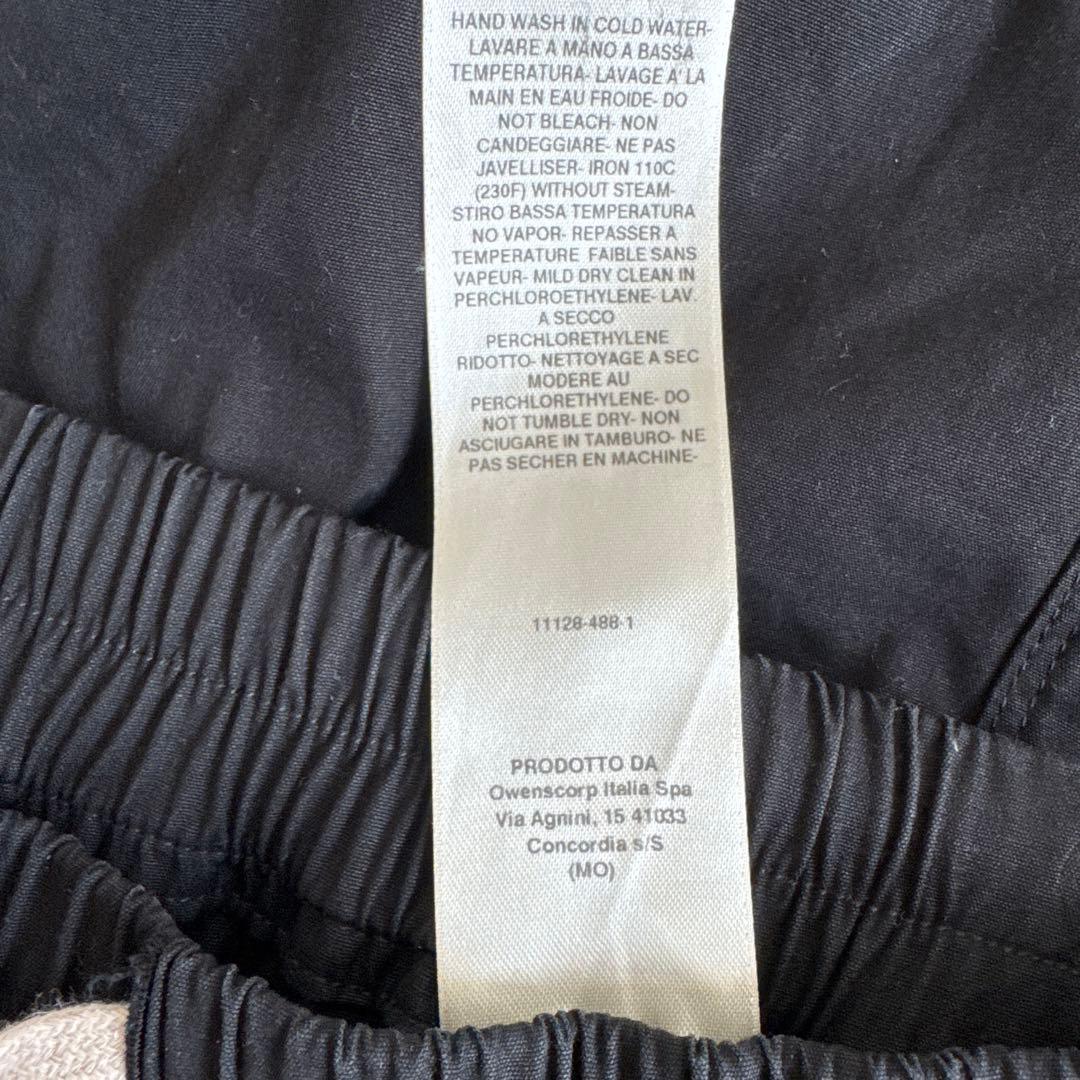 HAND WASH IN COLD WATER-
LAVARE A MANO A BASSA
TEMPERATURA- LAVAGE A' LA
MAIN EN EAU FROIDE- DO
NOT BLEACH- NON
CANDEGGIARE- NE PAS
JAVELLISER- IRON 110C
(230F) WITHOUT STEAM-
STIRO BASSA TEMPERATURA
NO VAPOR- REPASSER A
TEMPERATURE FAIBLE SANS
VAPEUR- MILD DRY CLEAN IN
PERCHLOROETHYLENE- LAV.
A SECCO
PERCHLORETHYLENE
RIDOTTO- NETTOYAGE A SEC
MODERE AU
PERCHLORETHYLENE- DO
NOT TUMBLE DRY- NON
ASCIUGARE IN TAMBURO- NE
PAS SECHER EN MACHINE-
11128-488-1
PRODOTTO DA
Owenscorp Italia Spa
Via Agnini, 15 41033
Concordia s/S
(MO)